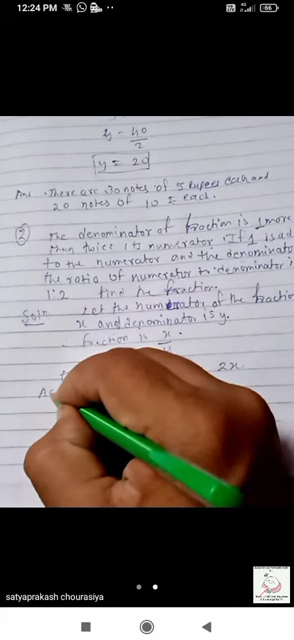 12:24 PM
66
y = 40/2
y = 20
Ans. There are 30 notes of 5 Rupees each and
20 notes of 10 each.
② The denominator of fraction is 1 more
than twice its numerator If 1 is
to the numerator and the
the ratio of numerator to denominator
1:2 find the fraction.
Soln Let the numerator of the fraction
x and denominator is y.
fraction is x
2x
satyaprakash chourasiya